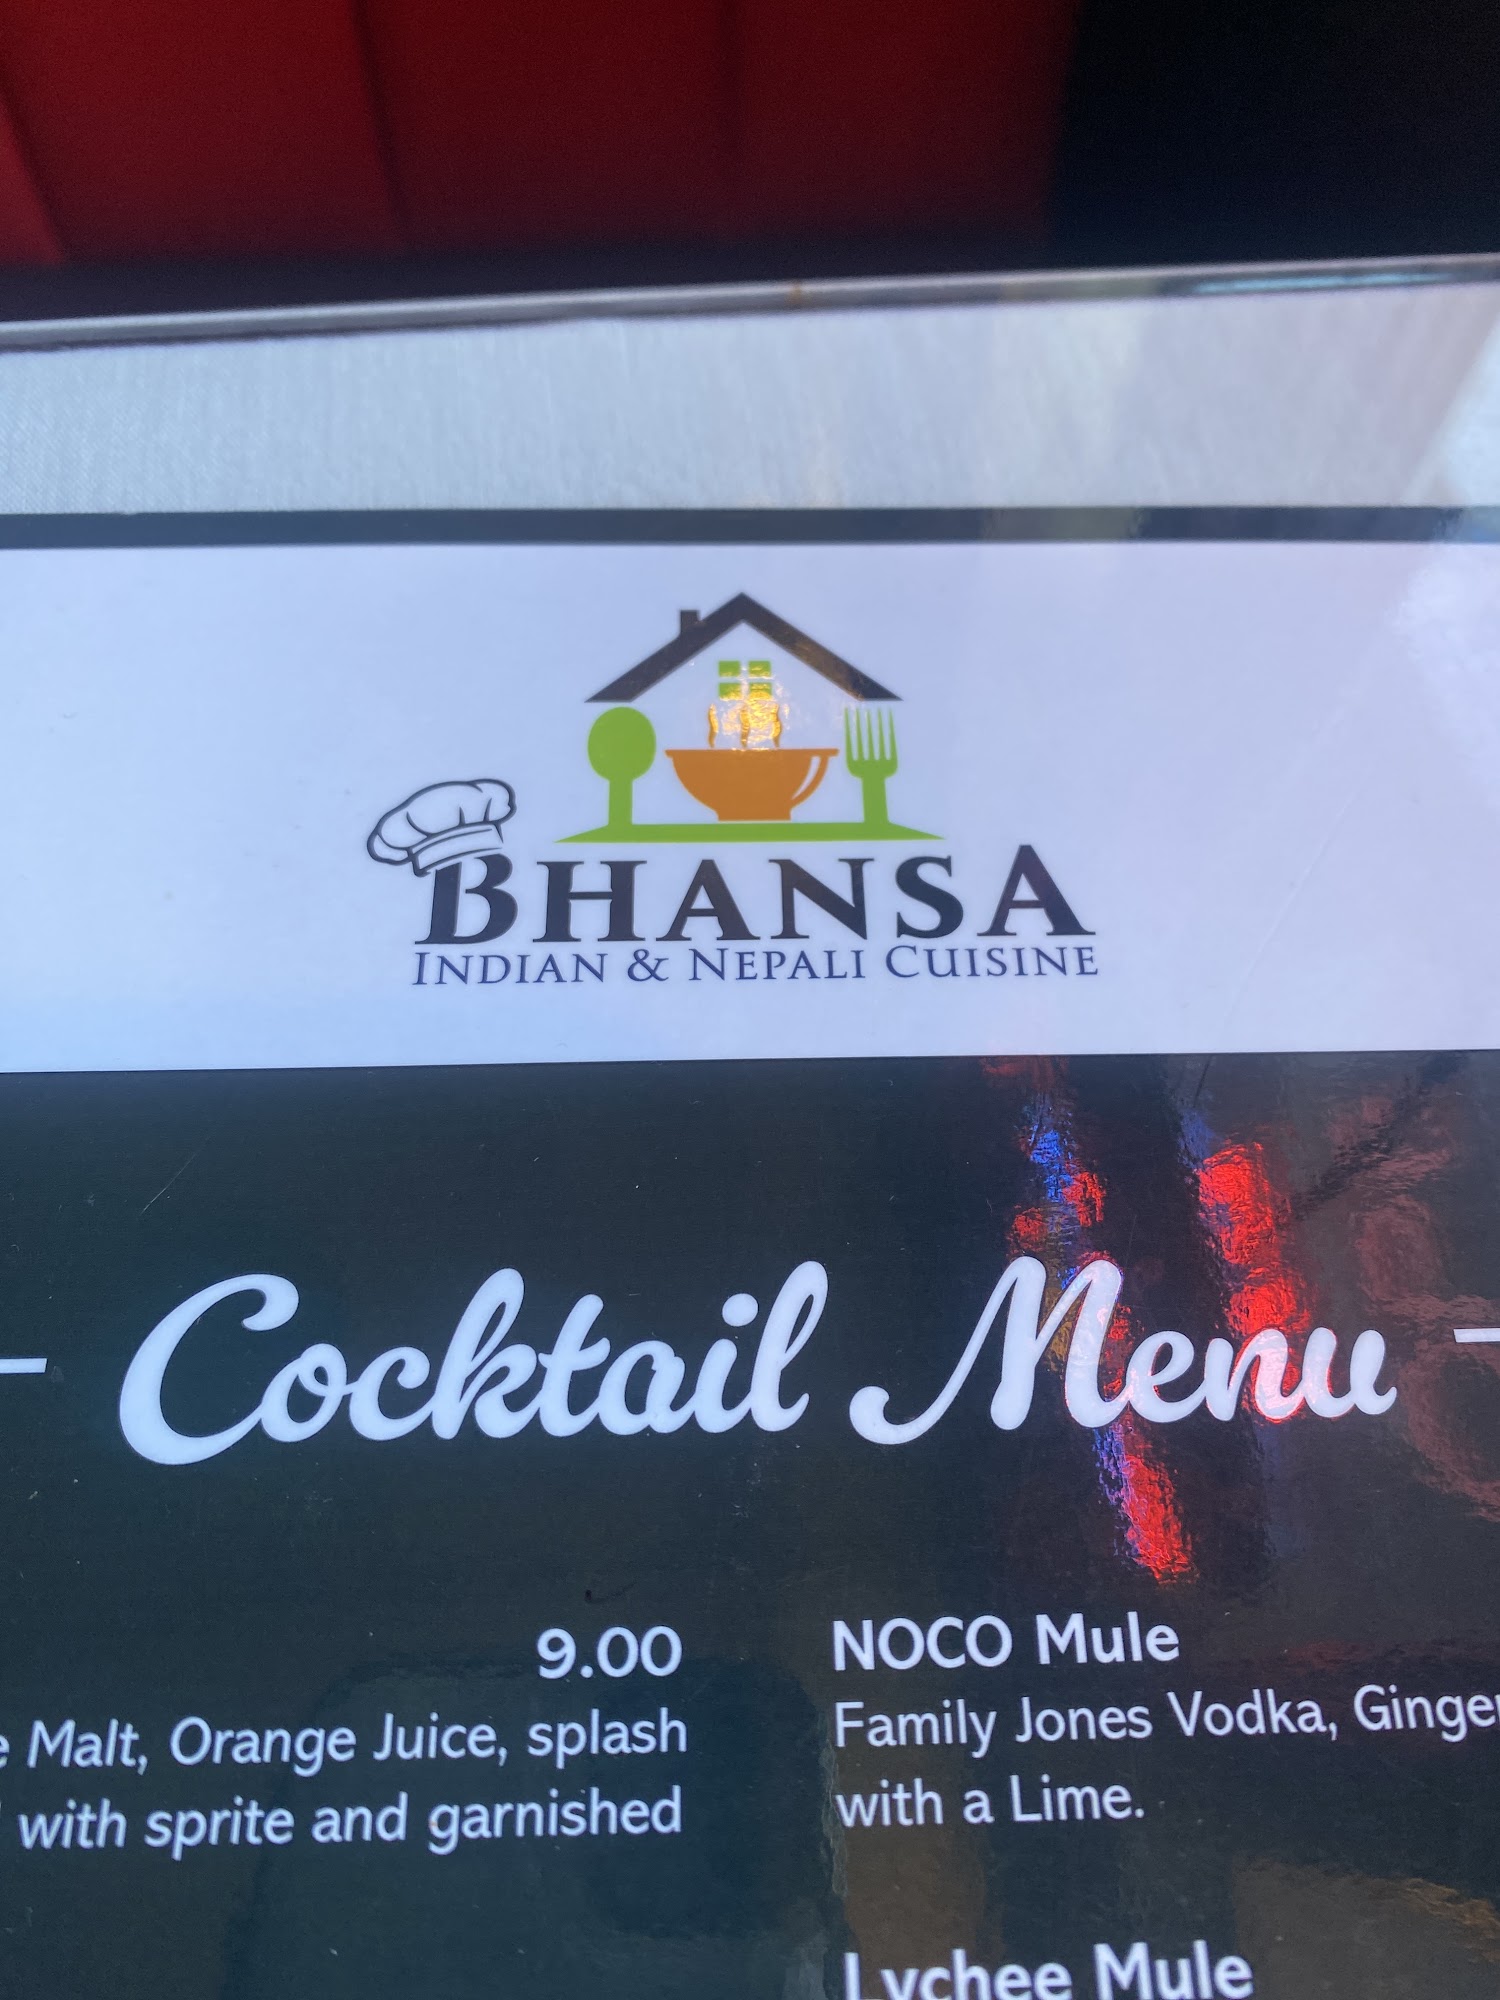 BHANSA
INDIAN & NEPALI CUISINE
Cocktail Menu
9.00
Malt, Orange Juice, splash
with sprite and garnished
NOCO Mule
Family Jones Vodka, Ginger
with a Lime.
Lychee Mule